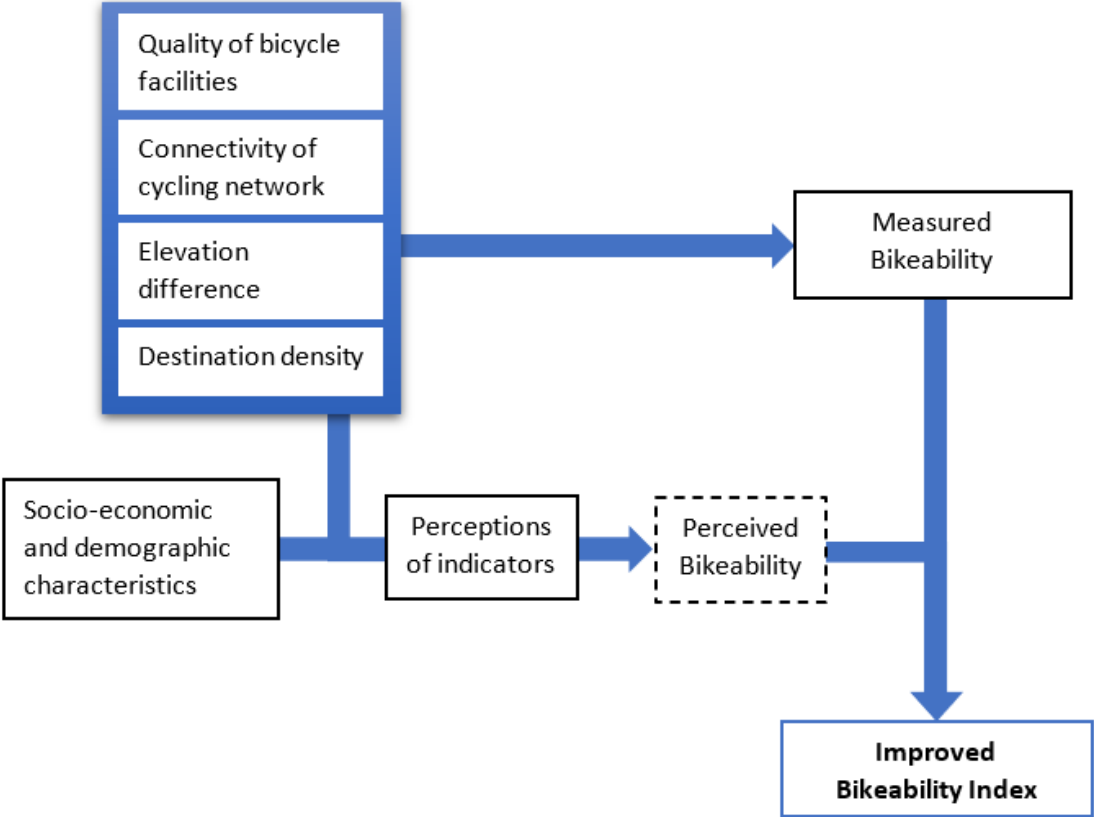 Quality of bicycle
facilities
Connectivity of
cycling network
Elevation
difference
Destination density
Measured
Bikeability
Socio-economic
and demographic
characteristics
Perceptions
of indicators
Perceived
Bikeability
Improved
Bikeability Index